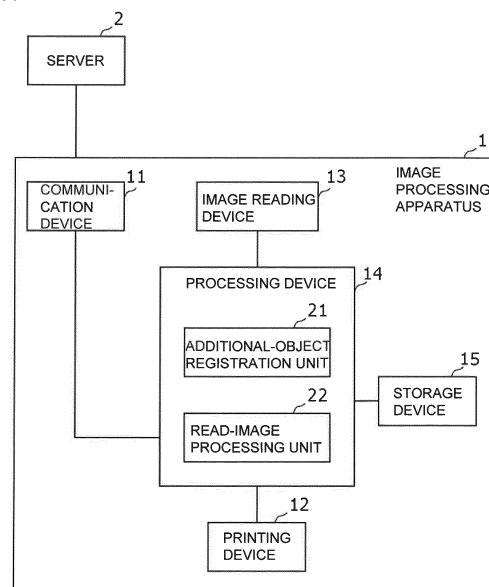 2
SERVER
1
IMAGE
PROCESSING
APPARATUS
11
COMMUNI-
CATION
DEVICE
13
IMAGE READING
DEVICE
14
PROCESSING DEVICE
21
ADDITIONAL-OBJECT
REGISTRATION UNIT
15
STORAGE
DEVICE
22
READ-IMAGE
PROCESSING UNIT
12
PRINTING
DEVICE